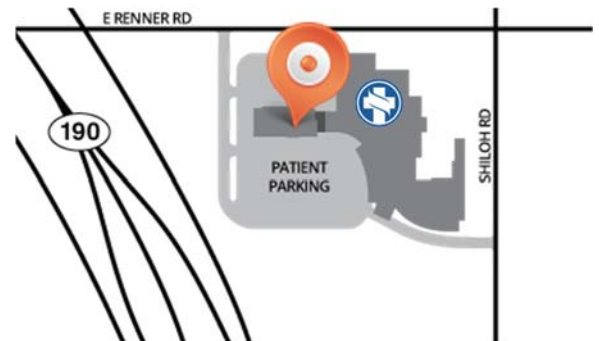 E RENNER RD
190
PATIENT
PARKING
SHILOH RD